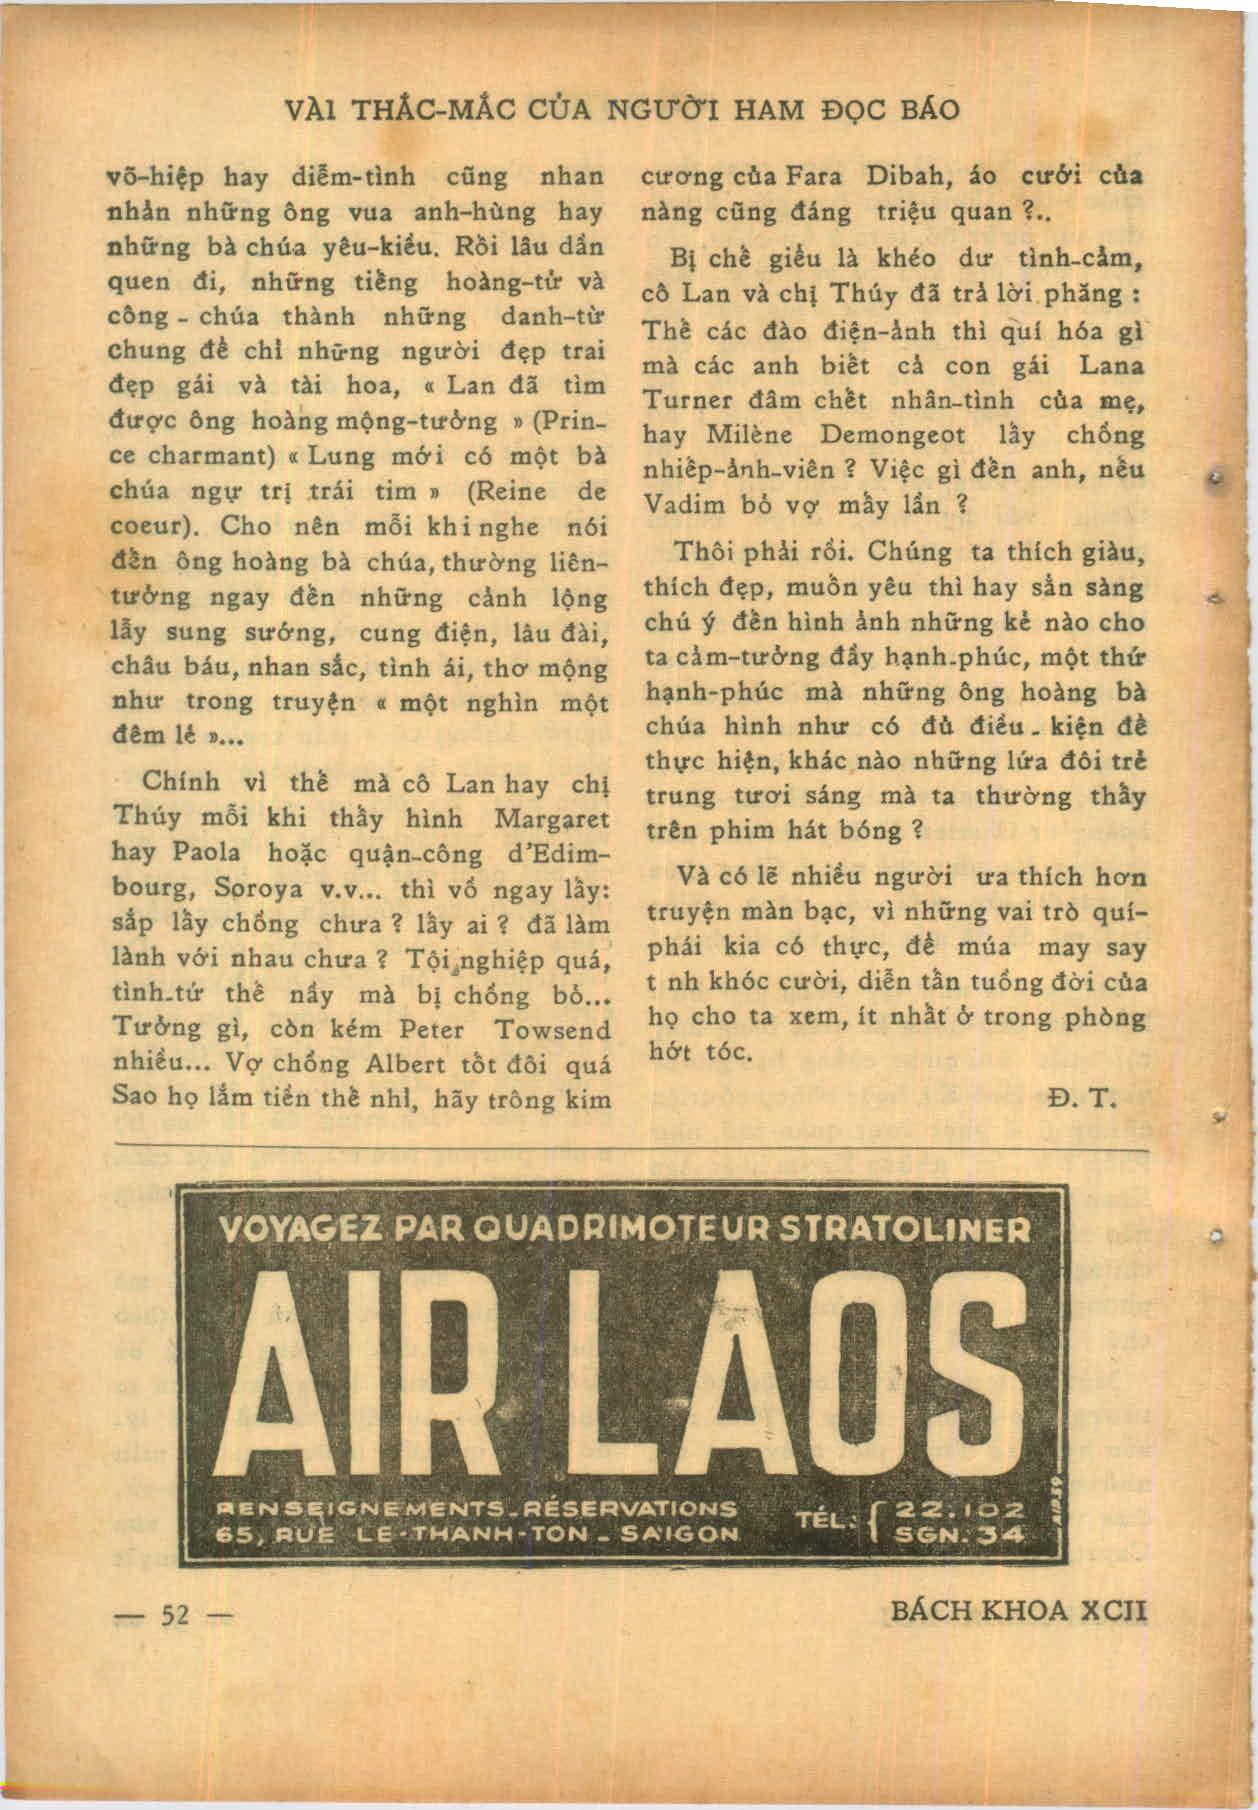 VÀI THẮC-MẮC CỦA NGƯỜI HAM ĐỌC BÁO
võ-hiệp hay diễm-tình cũng nhan
nhản những ông vua anh-hùng hay
những bà chúa yêu-kiều. Rồi lâu dần
quen đi, những tiếng hoàng-tử và
công - chúa thành những danh-từ
chung để chỉ những người đẹp trai
đẹp gái và tài hoa, « Lan đã tìm
được ông hoàng mộng-tưởng » (Prin-
ce charmant) « Lung mới có một bà
chúa ngự trị trái tim » (Reine de
coeur). Cho nên mỗi khi nghe nói
đến ông hoàng bà chúa, thường liên-
tưởng ngay đến những cảnh lộng
lẫy sung sướng, cung điện, lâu đài,
châu báu, nhan sắc, tình ái, thơ mộng
như trong truyện « một nghìn một
đêm lẻ »...
Chính vì thế mà cô Lan hay chị
Thúy mỗi khi thấy hình Margaret
hay Paola hoặc quận-công d'Edim-
bourg, Soroya v.v... thì vồ ngay lấy:
sắp lấy chồng chưa ? lấy ai ? đã làm
lành với nhau chưa ? Tội nghiệp quá,
tình-tứ thế nầy mà bị chồng bỏ...
Tưởng gì, còn kém Peter Towsend
nhiều... Vợ chồng Albert tốt đôi quá
Sao họ lắm tiền thế nhỉ, hãy trông kim
cương của Fara Dibah, áo cưới của
nàng cũng đáng triệu quan ?..
Bị chế giễu là khéo dư tình-cảm,
cô Lan và chị Thúy đã trả lời phăng :
Thế các đào điện-ảnh thì quí hóa gì
mà các anh biết cả con gái Lana
Turner đâm chết nhân-tình của mẹ,
hay Milène Demongeot lấy chồng
nhiếp-ảnh-viên ? Việc gì đến anh, nếu
Vadim bỏ vợ mấy lần ?
Thôi phải rồi. Chúng ta thích giàu,
thích đẹp, muốn yêu thì hay sẳn sàng
chú ý đến hình ảnh những kẻ nào cho
ta cảm-tưởng đầy hạnh-phúc, một thứ
hạnh-phúc mà những ông hoàng bà
chúa hình như có đủ điều - kiện để
thực hiện, khác nào những lứa đôi trẻ
trung tươi sáng mà ta thường thấy
trên phim hát bóng ?
Và có lẽ nhiều người ưa thích hơn
truyện màn bạc, vì những vai trò quí-
phái kia có thực, để múa may say
t nh khóc cười, diễn tấn tuồng đời của
họ cho ta xem, ít nhất ở trong phòng
hớt tóc.
Đ. T.
VOYAGEZ PAR QUADRIMOTEUR STRATOLINER
AIR LAOS
RENSEIGNEMENTS - RÉSERVATIONS
65, RUE LE-THANH-TON - SAIGON
TÉL: { 22.102
SGN. 34
AIP.59
— 52 —
BÁCH KHOA XCII